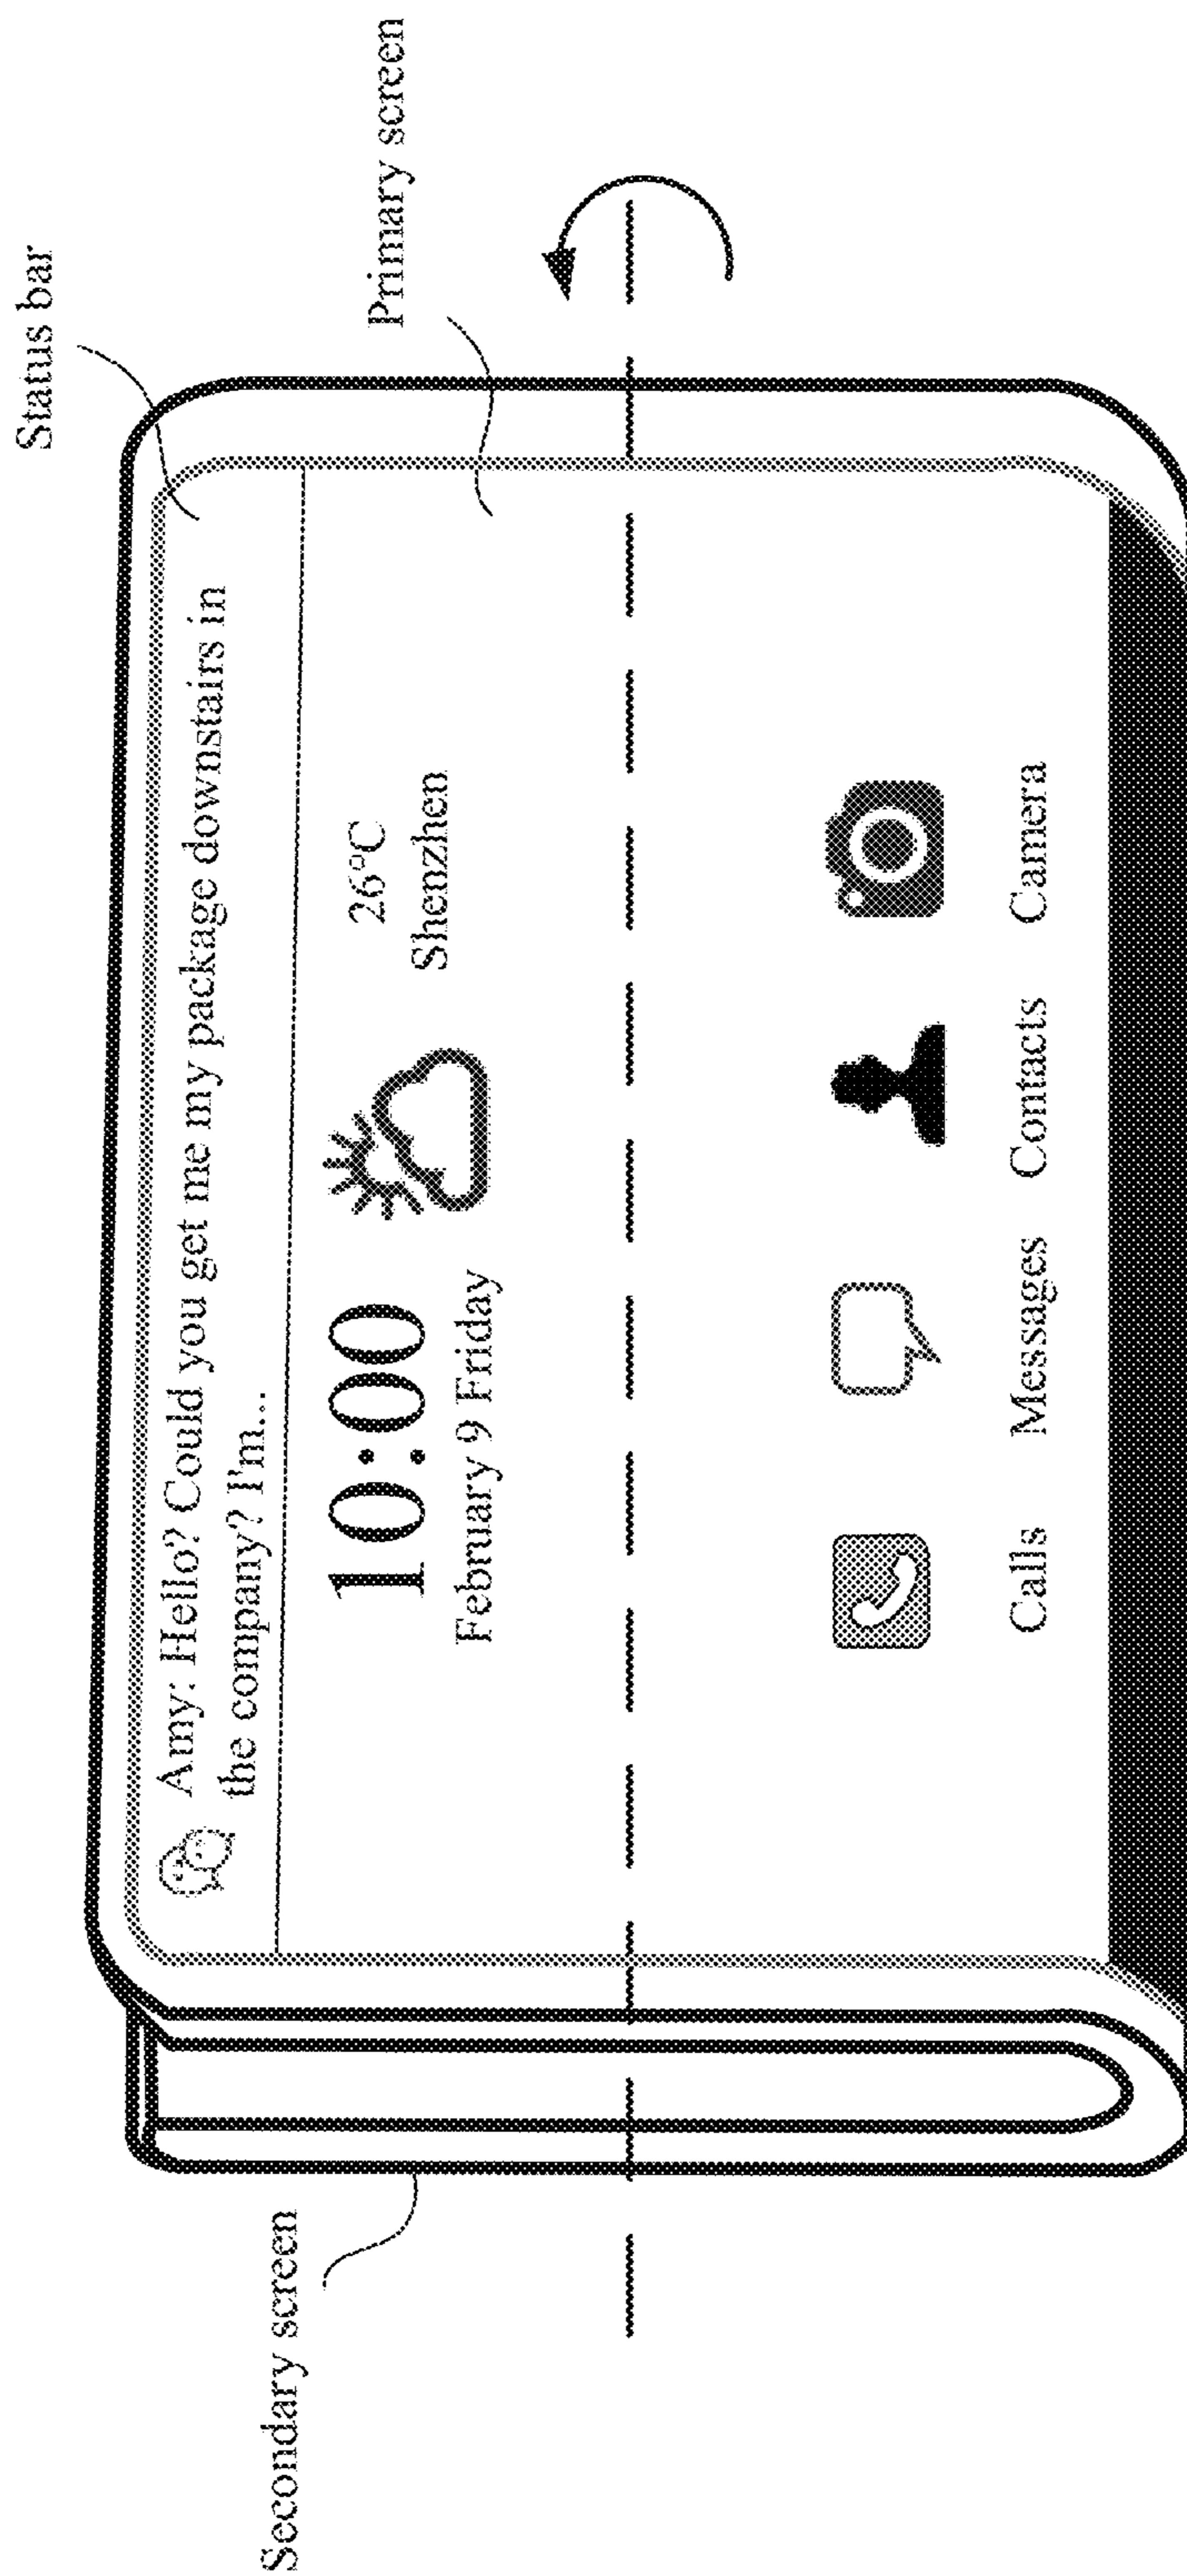 Status bar
Primary screen
Secondary screen
Amy: Hello? Could you get me my package downstairs in
the company? I'm...
10:00
February 9 Friday
26°C
Shenzhen
Calls
Messages
Contacts
Camera